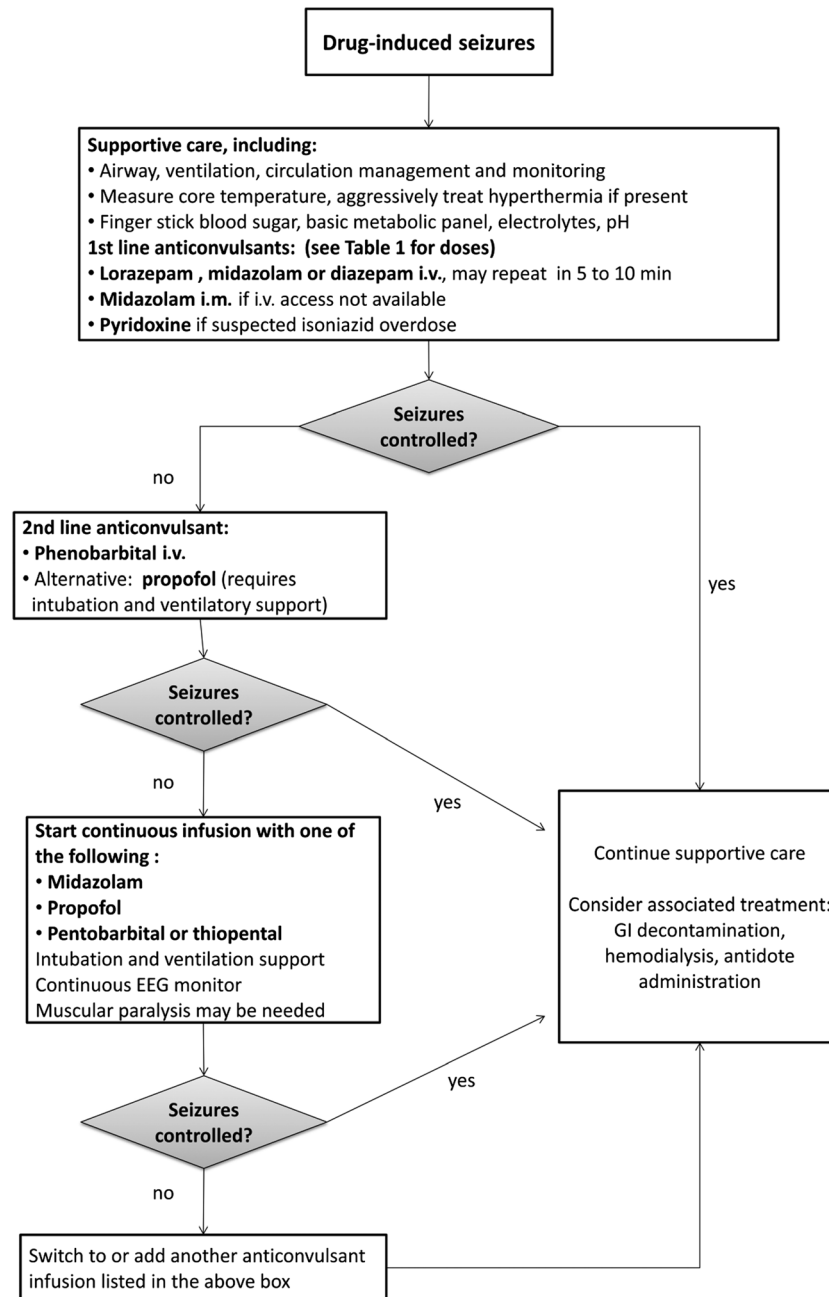 Drug-induced seizures
Supportive care, including:
• Airway, ventilation, circulation management and monitoring
• Measure core temperature, aggressively treat hyperthermia if present
• Finger stick blood sugar, basic metabolic panel, electrolytes, pH
1st line anticonvulsants: (see Table 1 for doses)
• Lorazepam , midazolam or diazepam i.v., may repeat in 5 to 10 min
• Midazolam i.m. if i.v. access not available
• Pyridoxine if suspected isoniazid overdose
Seizures
controlled?
no
yes
2nd line anticonvulsant:
• Phenobarbital i.v.
• Alternative: propofol (requires
intubation and ventilatory support)
Seizures
controlled?
no
yes
Start continuous infusion with one of
the following :
• Midazolam
• Propofol
• Pentobarbital or thiopental
Intubation and ventilation support
Continuous EEG monitor
Muscular paralysis may be needed
Continue supportive care
Consider associated treatment:
GI decontamination,
hemodialysis, antidote
administration
Seizures
controlled?
yes
no
Switch to or add another anticonvulsant
infusion listed in the above box